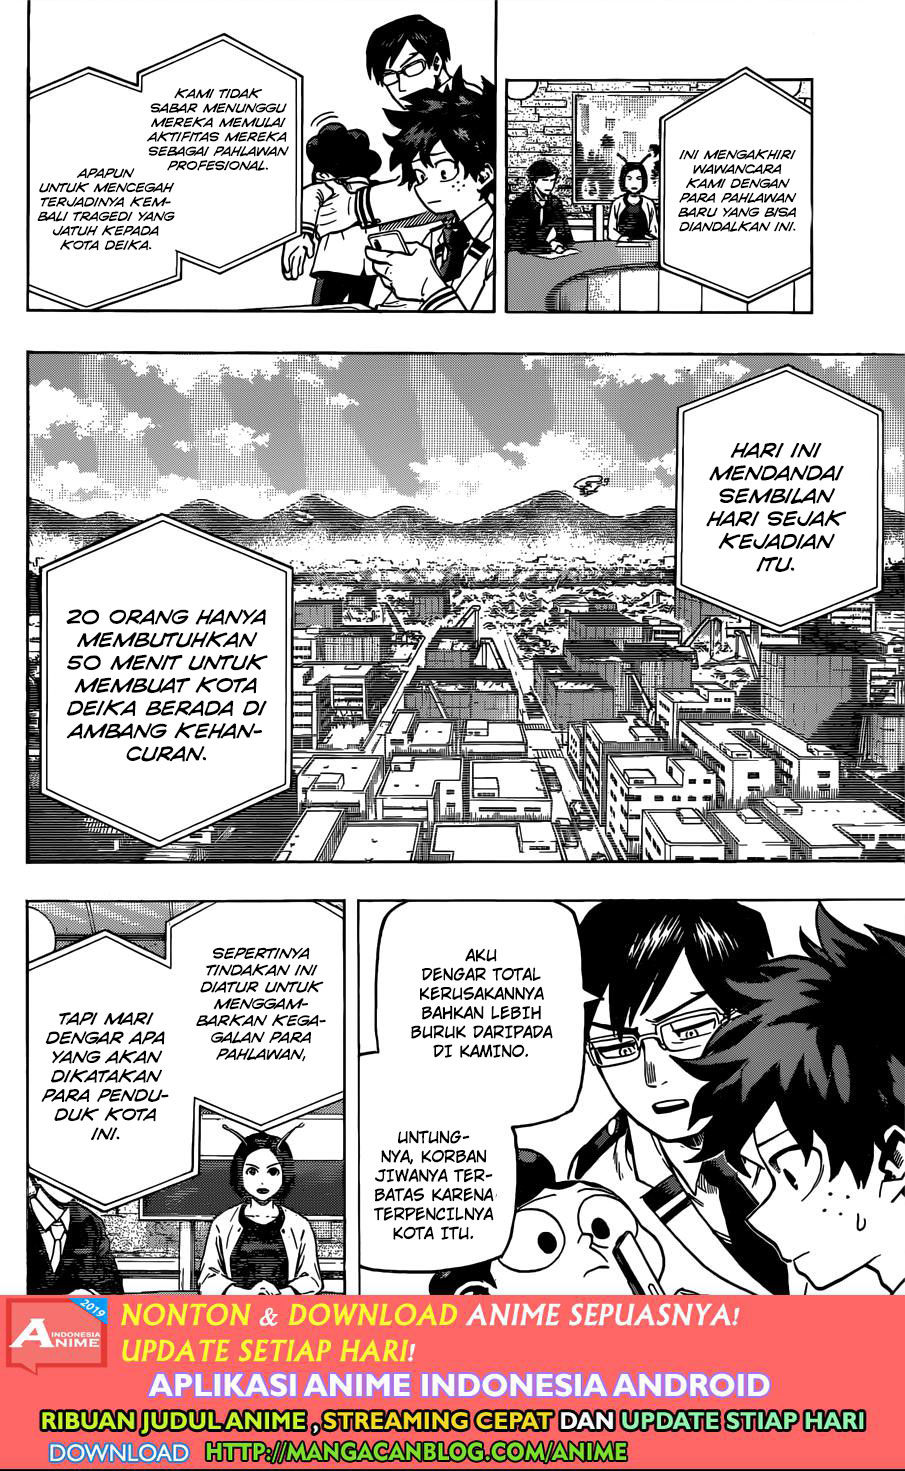 INI MENGAKHIRI
WAWANCARA
KAMI DENGAN
PARA PAHLAWAN
BARU YANG BISA
DIANDALKAN INI.
KAMI TIDAK
SABAR MENUNGGU
MEREKA MEMULAI
AKTIFITAS MEREKA
SEBAGAI PAHLAWAN
PROFESIONAL.
APAPUN
UNTUK MENCEGAH
TERJADINYA KEM-
BALI TRAGEDI YANG
JATUH KEPADA
KOTA DEIKA.
HARI INI
MENDANDAI
SEMBILAN
HARI SEJAK
KEJADIAN
ITU.
20 ORANG HANYA
MEMBUTUHKAN
50 MENIT UNTUK
MEMBUAT KOTA
DEIKA BERADA DI
AMBANG KEHAN-
CURAN.
AKU
DENGAR TOTAL
KERUSAKANNYA
BAHKAN LEBIH
BURUK DARIPADA
DI KAMINO.
UNTUNG-
NYA, KORBAN
JIWANYA TER-
BATAS KARENA
TERPENCILNYA
KOTA ITU.
SEPERTINYA
TINDAKAN INI
DIATUR UNTUK
MENGGAM-
BARKAN KEGA-
GALAN PARA
PAHLAWAN,
TAPI MARI
DENGAR APA
YANG AKAN
DIKATAKAN
PARA PENDU-
DUK KOTA
INI.
2019
INDONESIA
ANIME
NONTON & DOWNLOAD ANIME SEPUASNYA!
UPDATE SETIAP HARI!
APLIKASI ANIME INDONESIA ANDROID
RIBUAN JUDUL ANIME , STREAMING CEPAT DAN UPDATE STIAP HARI
DOWNLOAD HTTP://MANGACANBLOG.COM/ANIME